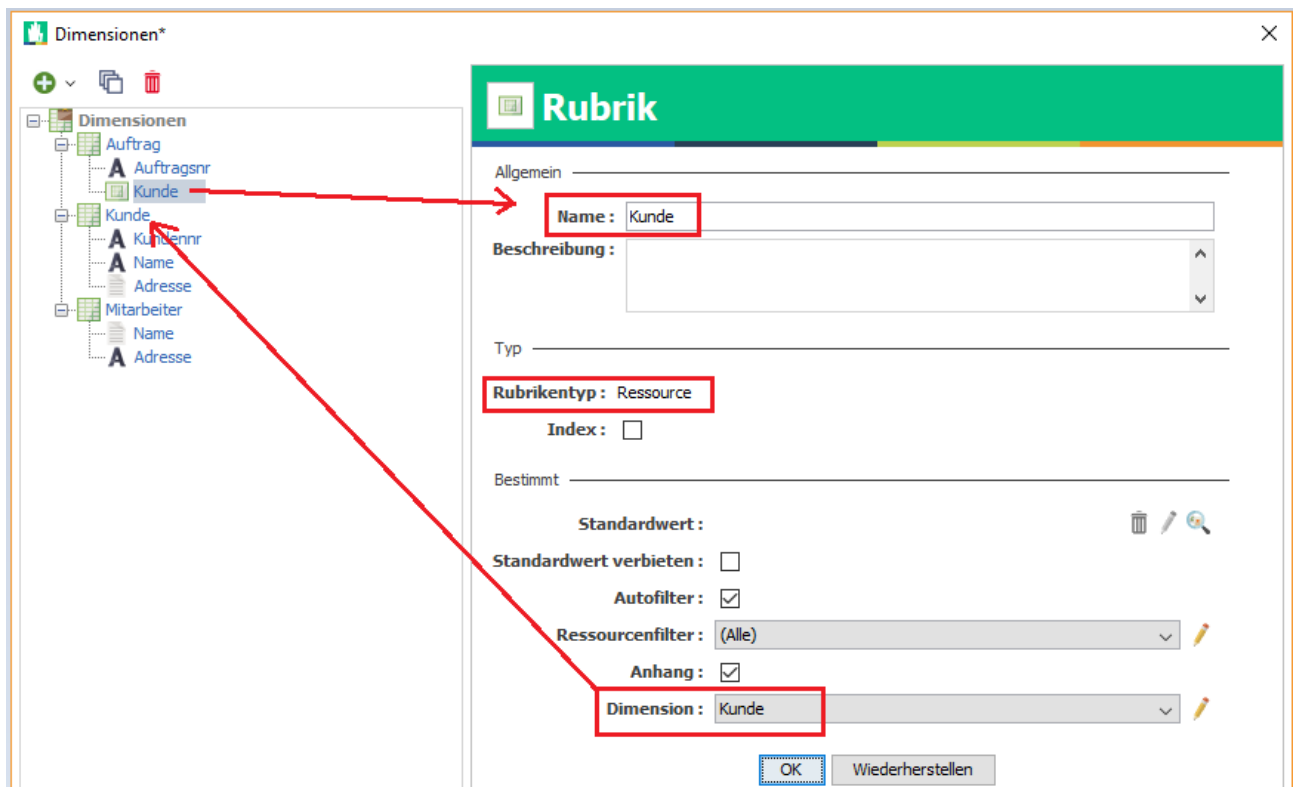 Dimensionen*
Dimensionen
Auftrag
A Auftragsnr
Kunde
Kunde
A Kundennr
A Name
Adresse
Mitarbeiter
Name
A Adresse
Rubrik
Allgemein
Name : Kunde
Beschreibung :
Typ
Rubrikentyp : Ressource
Index :
Bestimmt
Standardwert :
Standardwert verbieten :
Autofilter :
Ressourcenfilter : (Alle)
Anhang :
Dimension : Kunde
OK Wiederherstellen